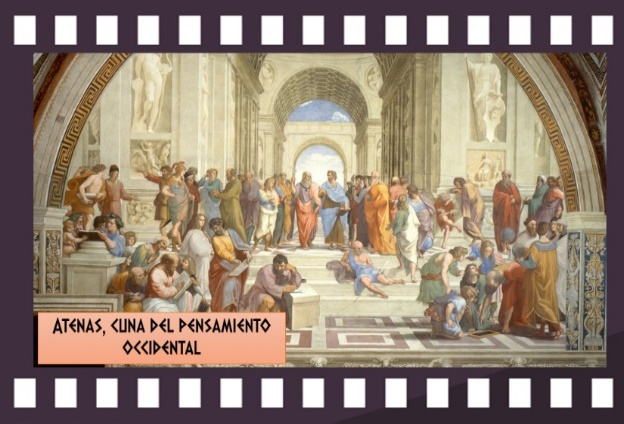 ATENAS, CUNA DEL PENSAMIENTO
OCCIDENTAL